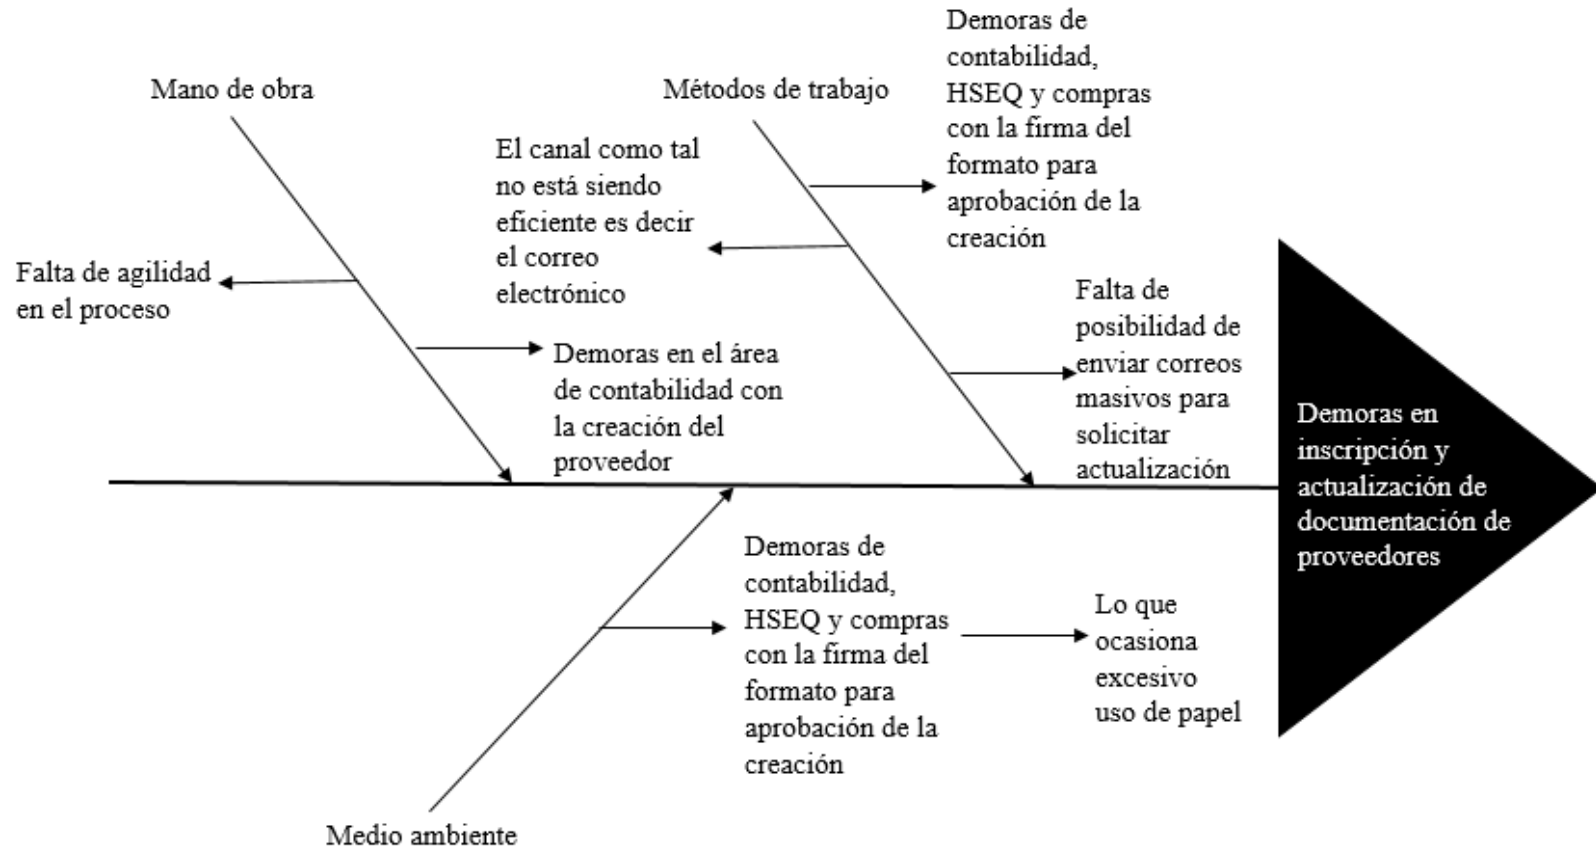 Mano de obra
Falta de agilidad
en el proceso
Demoras en el área
de contabilidad con
la creación del
proveedor
Métodos de trabajo
El canal como tal
no está siendo
eficiente es decir
el correo
electrónico
Demoras de
contabilidad,
HSEQ y compras
con la firma del
formato para
aprobación de la
creación
Falta de
posibilidad de
enviar correos
masivos para
solicitar
actualización
Demoras en
inscripción y
actualización de
documentación de
proveedores
Demoras de
contabilidad,
HSEQ y compras
con la firma del
formato para
aprobación de la
creación
Lo que
ocasiona
excesivo
uso de papel
Medio ambiente